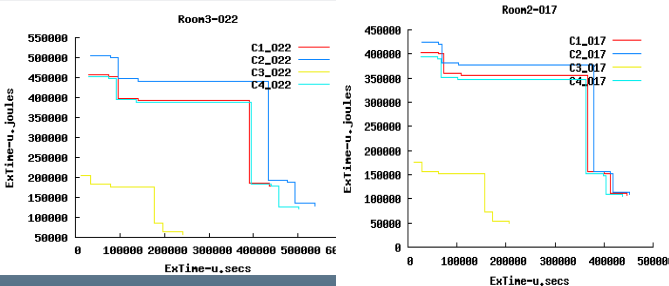 Room3-022
550000
500000
450000
400000
350000
300000
250000
200000
150000
100000
50000
ExTime-u.joules
C1_022
C2_022
C3_022
C4_022
0 100000 200000 300000 400000 500000
ExTime-u.secs
Room2-017
450000
400000
350000
300000
250000
200000
150000
100000
50000
0
ExTime-u.joules
C1_017
C2_017
C3_017
C4_017
0 100000 200000 300000 400000
ExTime-u.secs